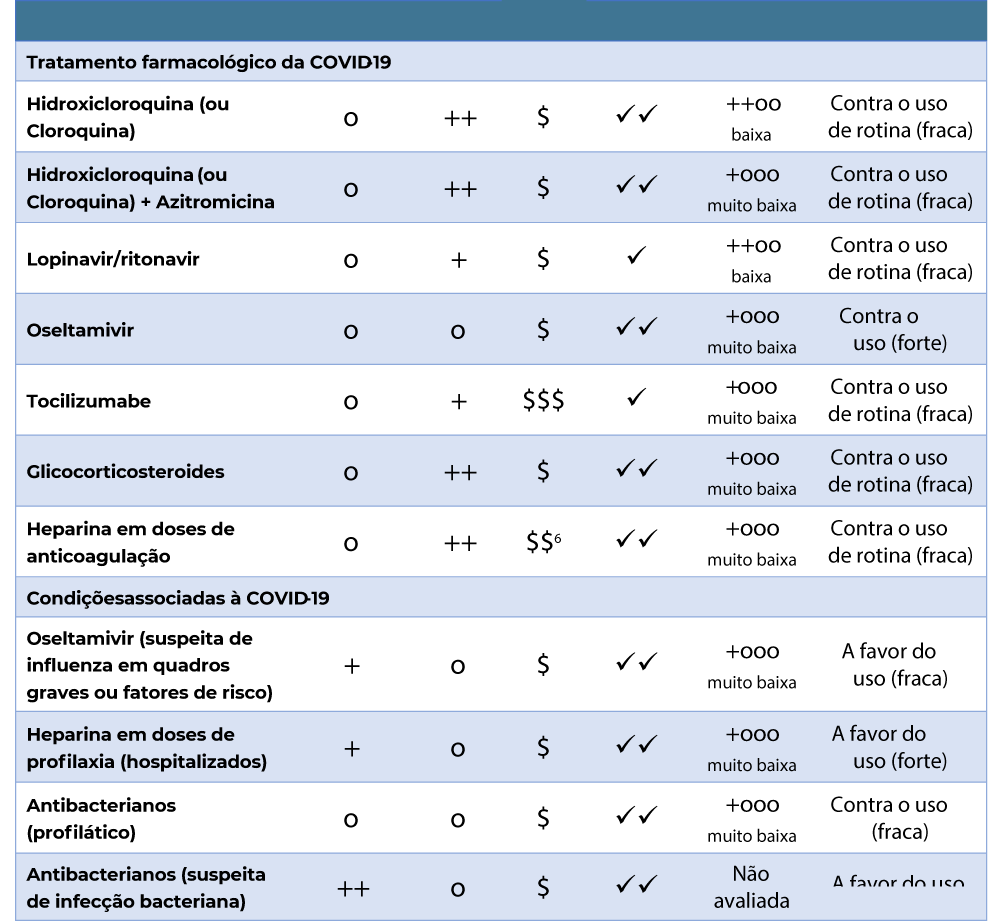 Tratamento farmacológico da COVID19
Hidroxicloroquina (ou
Cloroquina)
o
++
$
✓✓
++oo
baixa
Contra o uso
de rotina (fraca)
Hidroxicloroquina (ou
Cloroquina) + Azitromicina
o
++
$
✓✓
+ooo
muito baixa
Contra o uso
de rotina (fraca)
Lopinavir/ritonavir
o
+
$
✓
++oo
baixa
Contra o uso
de rotina (fraca)
Oseltamivir
o
o
$
✓✓
+ooo
muito baixa
Contra o
uso (forte)
Tocilizumabe
o
+
$$$
✓
+ooo
muito baixa
Contra o uso
de rotina (fraca)
Glicocorticosteroides
o
++
$
✓✓
+ooo
muito baixa
Contra o uso
de rotina (fraca)
Heparina em doses de
anticoagulação
o
++
$$⁶
✓✓
+ooo
muito baixa
Contra o uso
de rotina (fraca)
Condiçõesassociadas à COVID-19
Oseltamivir (suspeita de
influenza em quadros
graves ou fatores de risco)
+
o
$
✓✓
+ooo
muito baixa
A favor do
uso (fraca)
Heparina em doses de
profilaxia (hospitalizados)
+
o
$
✓✓
+ooo
muito baixa
A favor do
uso (forte)
Antibacterianos
(profilático)
o
o
$
✓✓
+ooo
muito baixa
Contra o uso
(fraca)
Antibacterianos (suspeita
de infecção bacteriana)
++
o
$
✓✓
Não
avaliada
A favor do uso